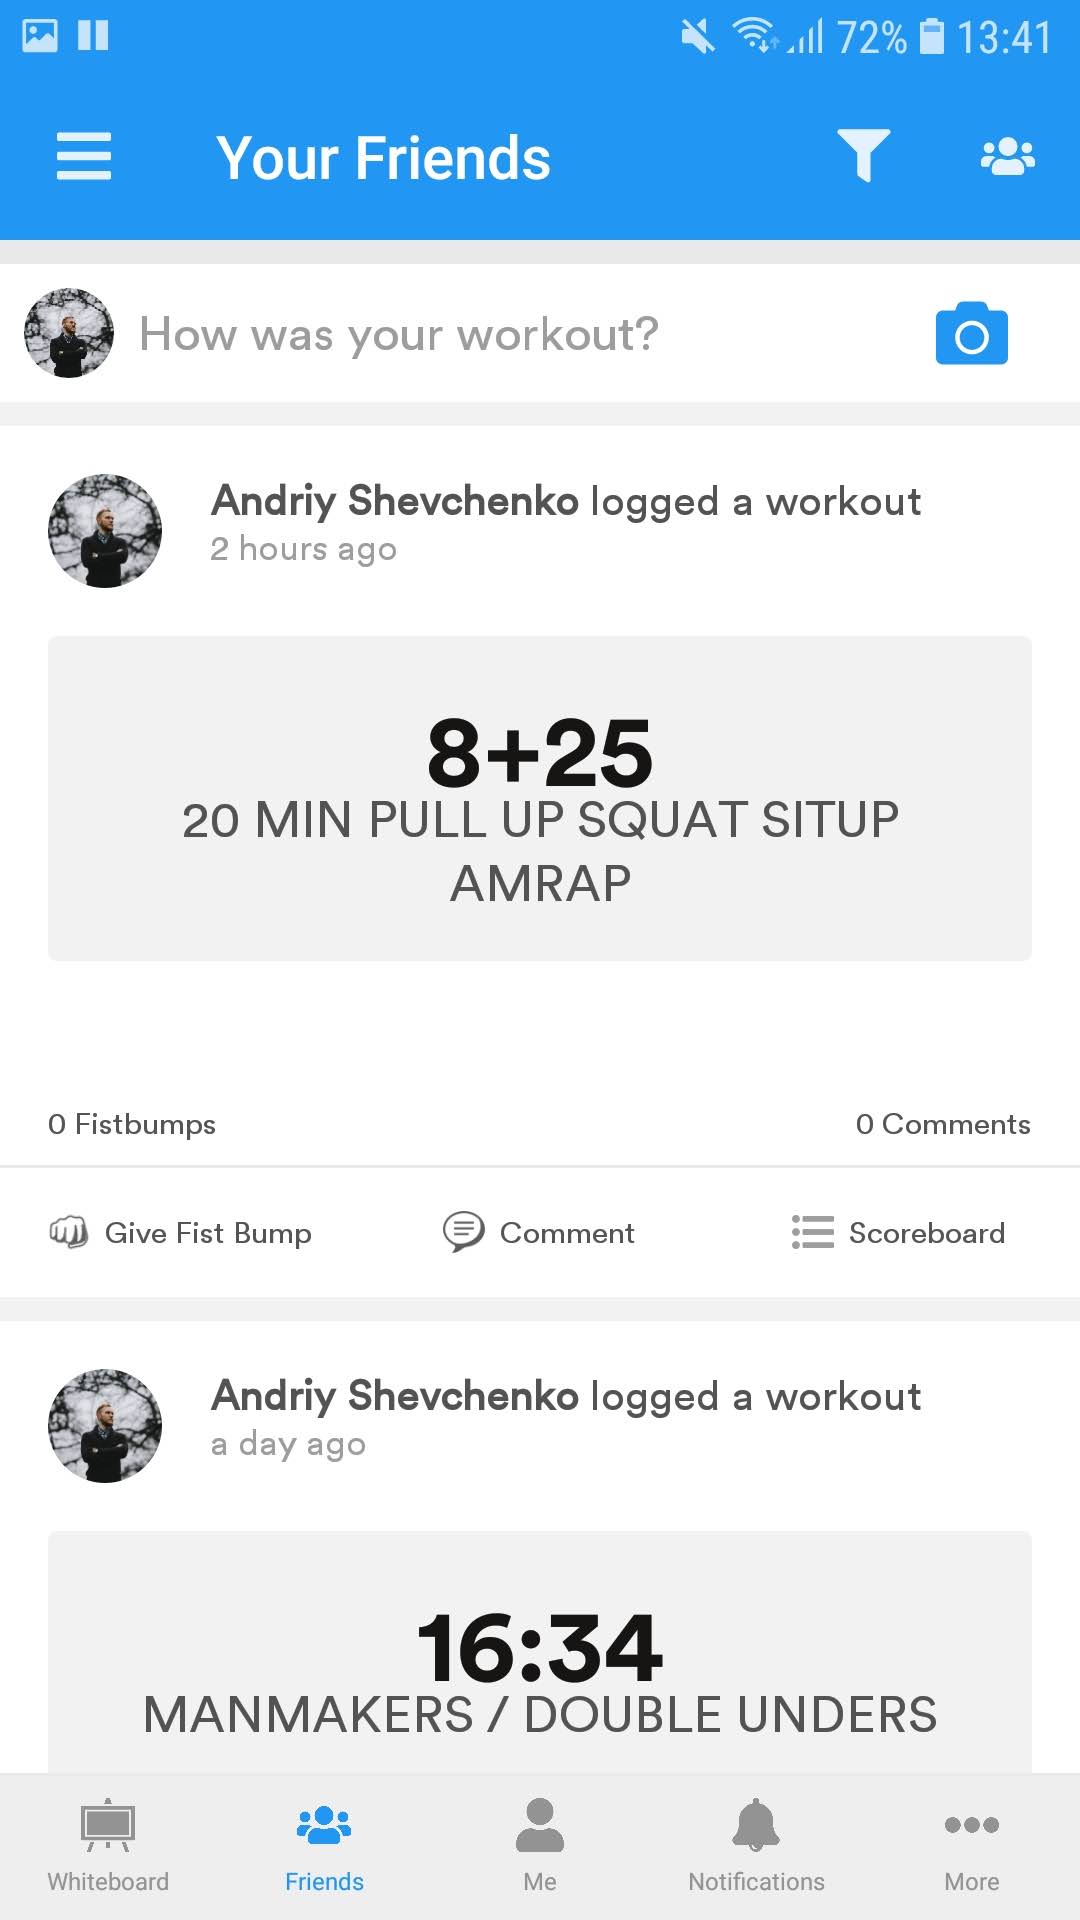 72% 13:41
Your Friends
How was your workout?
Andriy Shevchenko logged a workout
2 hours ago
8+25
20 MIN PULL UP SQUAT SITUP
AMRAP
0 Fistbumps 0 Comments
Give Fist Bump Comment Scoreboard
Andriy Shevchenko logged a workout
a day ago
16:34
MANMAKERS / DOUBLE UNDERS
Whiteboard Friends Me Notifications More